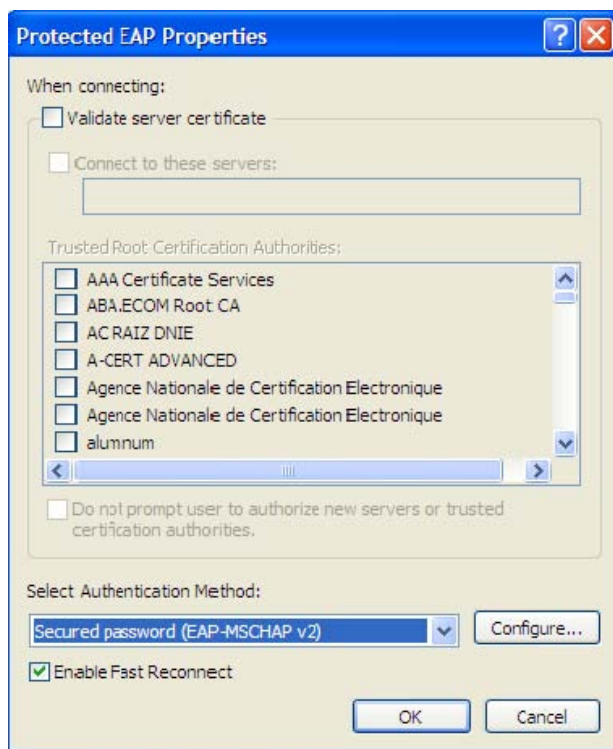 Protected EAP Properties
When connecting:
Validate server certificate
Connect to these servers:
Trusted Root Certification Authorities:
AAA Certificate Services
ABA.ECOM Root CA
AC RAIZ DNIE
A-CERT ADVANCED
Agence Nationale de Certification Electronique
Agence Nationale de Certification Electronique
alumnum
Do not prompt user to authorize new servers or trusted
certification authorities.
Select Authentication Method:
Secured password (EAP-MSCHAP v2)
Configure...
Enable Fast Reconnect
OK
Cancel